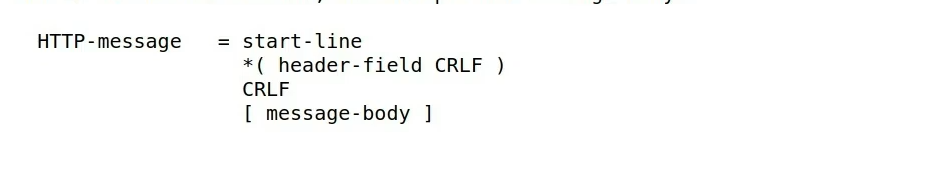 HTTP-message   = start-line
                 *( header-field CRLF )
                 CRLF
                 [ message-body ]